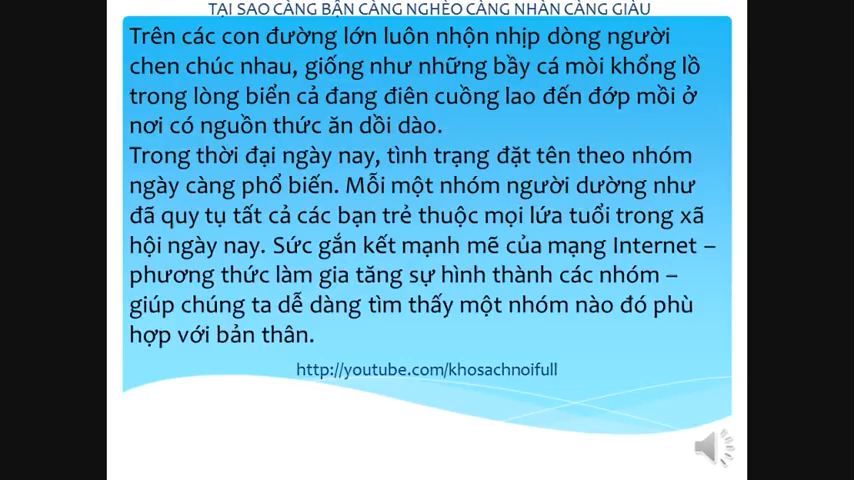 TẠI SAO CÀNG BẬN CÀNG NGHÈO CÀNG NHÀN CÀNG GIÀU
Trên các con đường lớn luôn nhộn nhịp dòng người
chen chúc nhau, giống như những bầy cá mòi khổng lồ
trong lòng biển cả đang điên cuồng lao đến đớp mồi ở
nơi có nguồn thức ăn dồi dào.
Trong thời đại ngày nay, tình trạng đặt tên theo nhóm
ngày càng phổ biến. Mỗi một nhóm người dường như
đã quy tụ tất cả các bạn trẻ thuộc mọi lứa tuổi trong xã
hội ngày nay. Sức gắn kết mạnh mẽ của mạng Internet –
phương thức làm gia tăng sự hình thành các nhóm –
giúp chúng ta dễ dàng tìm thấy một nhóm nào đó phù
hợp với bản thân.
http://youtube.com/khosachnoifull